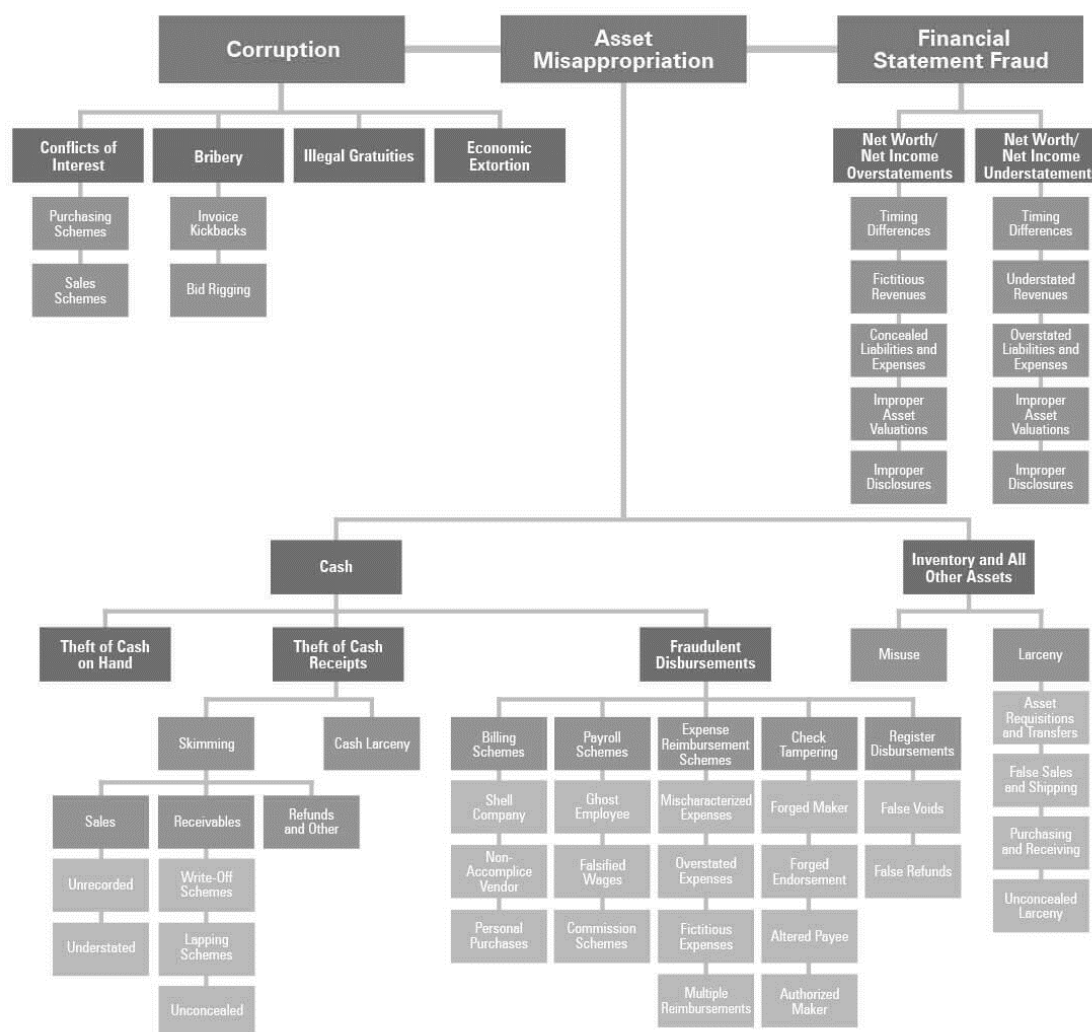 Corruption
Asset
Misappropriation
Financial
Statement Fraud
Conflicts of
Interest
Bribery
Illegal Gratuities
Economic
Extortion
Net Worth/
Net Income
Overstatements
Net Worth/
Net Income
Understatement
Purchasing
Schemes
Invoice
Kickbacks
Timing
Differences
Timing
Differences
Sales
Schemes
Bid Rigging
Fictitious
Revenues
Understated
Revenues
Concealed
Liabilities and
Expenses
Overstated
Liabilities and
Expenses
Improper
Asset
Valuations
Improper
Asset
Valuations
Improper
Disclosures
Improper
Disclosures
Cash
Inventory and All
Other Assets
Theft of Cash
on Hand
Theft of Cash
Receipts
Fraudulent
Disbursements
Misuse
Larceny
Skimming
Cash Larceny
Billing
Schemes
Payroll
Schemes
Expense
Reimbursement
Schemes
Check
Tampering
Register
Disbursements
Asset
Requisitions
and Transfers
Sales
Receivables
Refunds
and Other
Shell
Company
Ghost
Employee
Mischaracterized
Expenses
Forged Maker
False Voids
False Sales
and Shipping
Unrecorded
Write-Off
Schemes
Non-
Accomplice
Vendor
Falsified
Wages
Overstated
Expenses
Forged
Endorsement
False Refunds
Purchasing
and Receiving
Understated
Lapping
Schemes
Personal
Purchases
Commission
Schemes
Fictitious
Expenses
Altered Payee
Unconcealed
Larceny
Unconcealed
Multiple
Reimbursements
Authorized
Maker